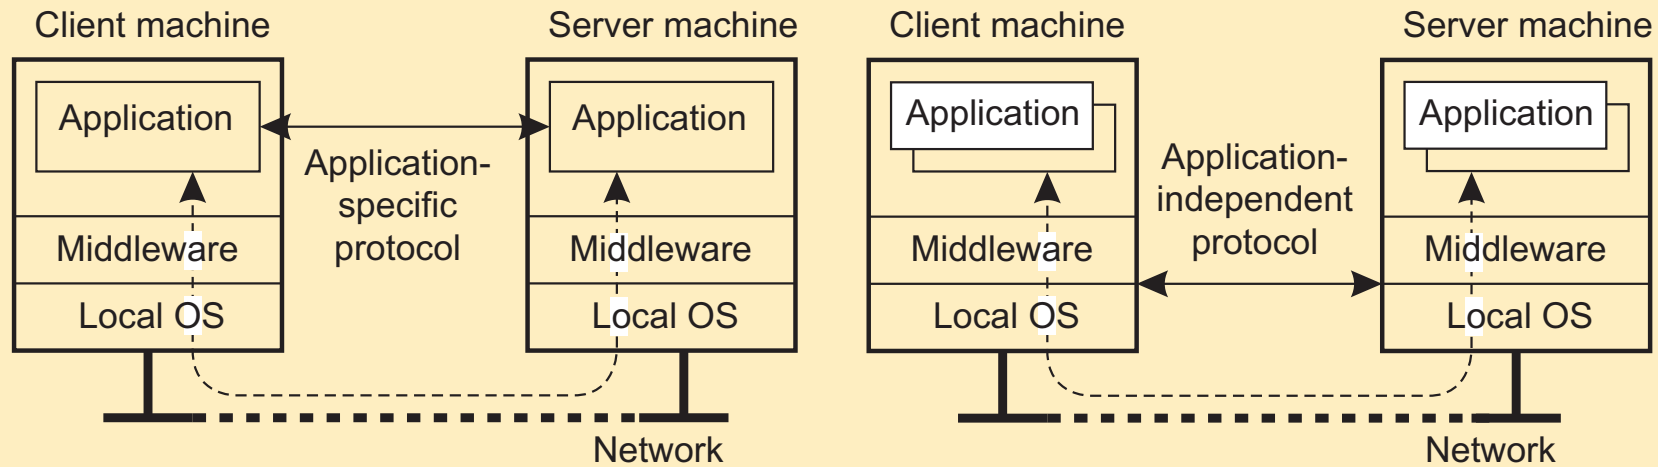 Client machine
Server machine
Application
Application
Application-
specific
protocol
Middleware
Middleware
Local OS
Local OS
Network
Client machine
Server machine
Application
Application
Application-
independent
protocol
Middleware
Middleware
Local OS
Local OS
Network